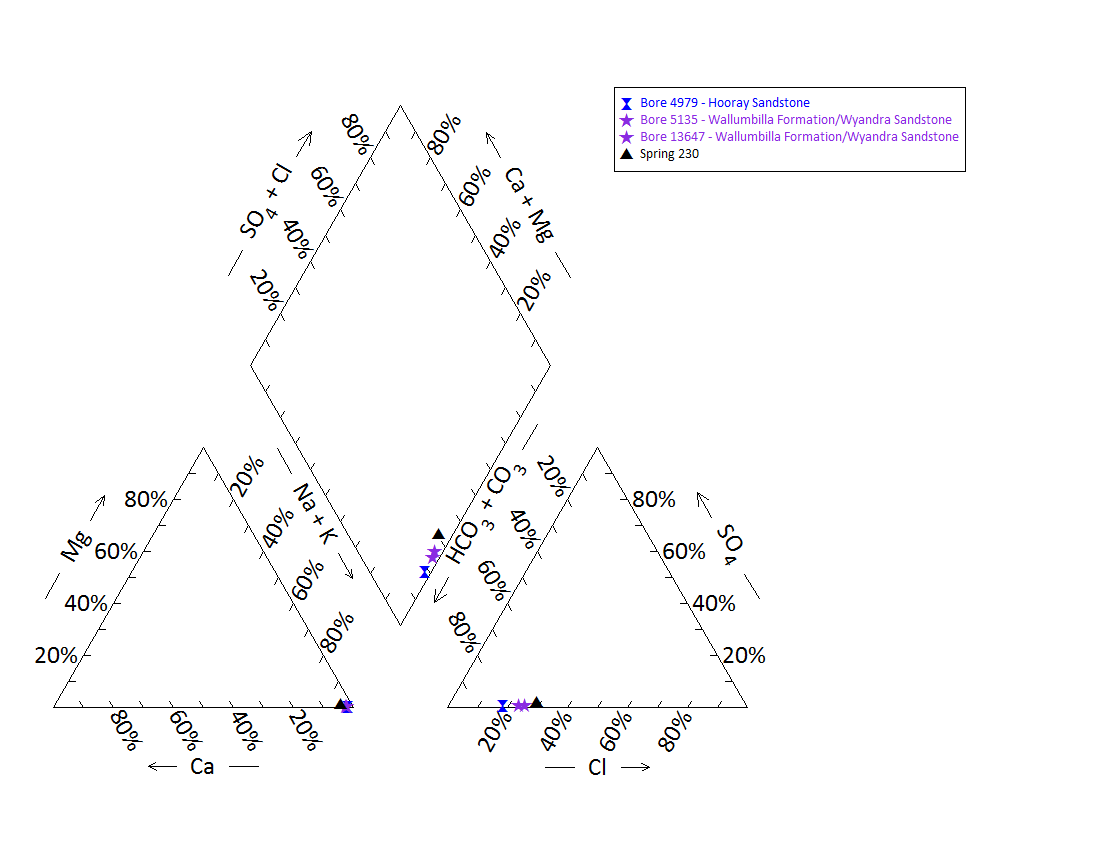 Bore 4979 - Hooray Sandstone
Bore 5135 - Wallumbilla Formation/Wyandra Sandstone
Bore 13647 - Wallumbilla Formation/Wyandra Sandstone
Spring 230
80%
60%
40%
20%
SO4 + Cl
80%
60%
40%
20%
Ca + Mg
20%
40%
60%
80%
Na + K
20%
40%
60%
80%
HCO3 + CO3
80%
60%
40%
20%
Mg
80%
60%
40%
20%
SO4
80%
60%
40%
20%
Ca
20%
40%
60%
80%
Cl